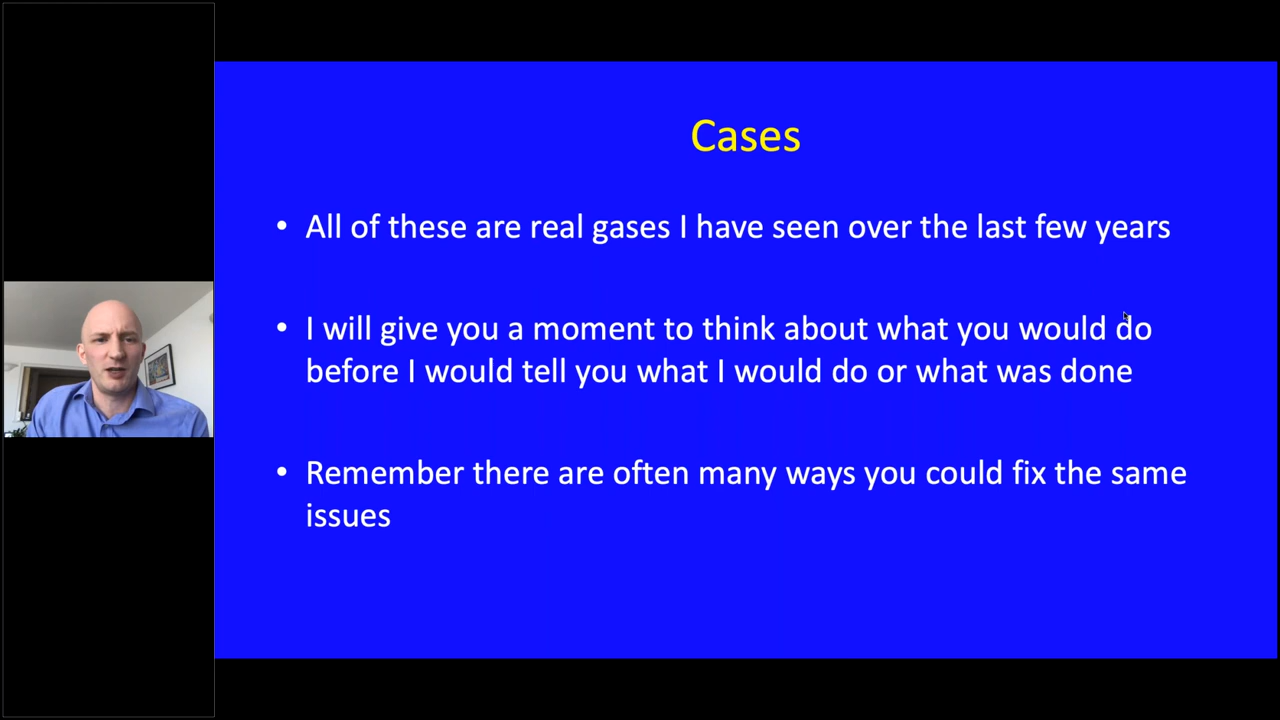 Cases
• All of these are real gases I have seen over the last few years
• I will give you a moment to think about what you would do
before I would tell you what I would do or what was done
• Remember there are often many ways you could fix the same
issues